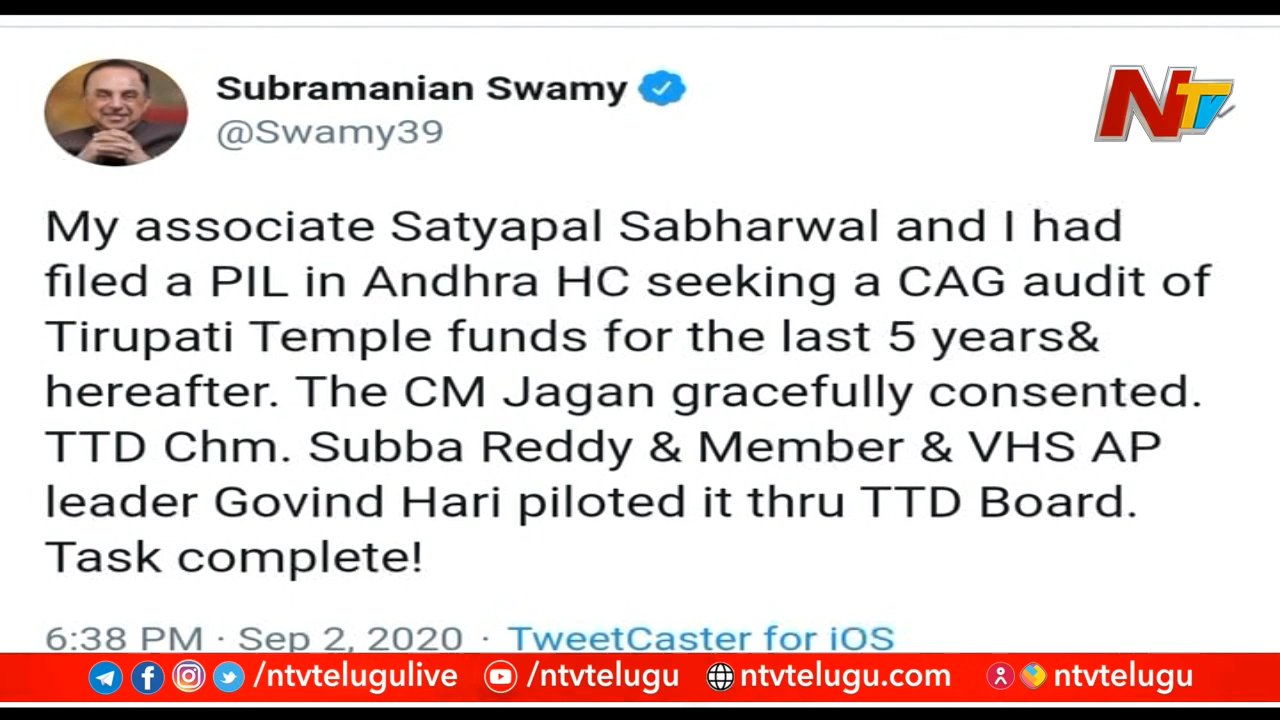 Subramanian Swamy
@Swamy39
NTV
My associate Satyapal Sabharwal and I had
filed a PIL in Andhra HC seeking a CAG audit of
Tirupati Temple funds for the last 5 years&
hereafter. The CM Jagan gracefully consented.
TTD Chm. Subba Reddy & Member & VHS AP
leader Govind Hari piloted it thru TTD Board.
Task complete!
6:38 PM · Sep 2, 2020 · TweetCaster for iOS
/ntvtelugulive /ntvtelugu ntvtelugu.com ntvtelugu